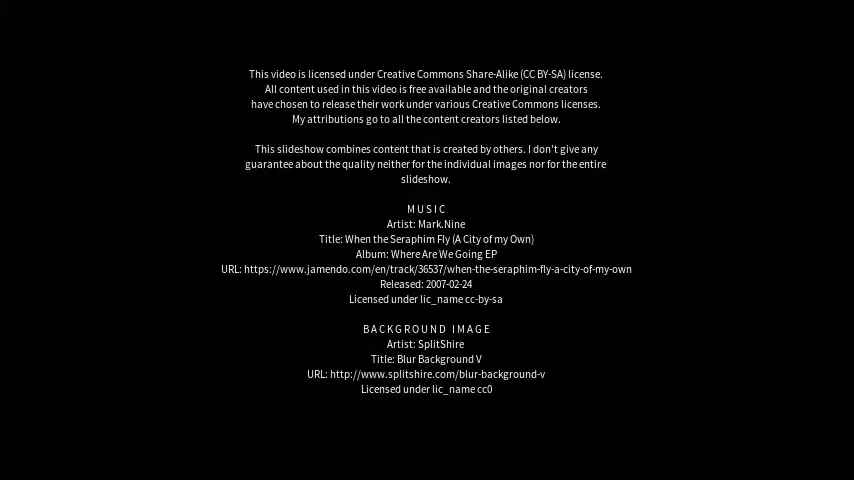 This video is licensed under Creative Commons Share-Alike (CC BY-SA) license.
All content used in this video is free available and the original creators
have chosen to release their work under various Creative Commons licenses.
My attributions go to all the content creators listed below.
This slideshow combines content that is created by others. I don't give any
guarantee about the quality neither for the individual images nor for the entire
slideshow.
MUSIC
Artist: Mark.Nine
Title: When the Seraphim Fly (A City of my Own)
Album: Where Are We Going EP
URL: https://www.jamendo.com/en/track/36537/when-the-seraphim-fly-a-city-of-my-own
Released: 2007-02-24
Licensed under lic_name cc-by-sa
BACKGROUND IMAGE
Artist: SplitShire
Title: Blur Background V
URL: http://www.splitshire.com/blur-background-v
Licensed under lic_name cc0